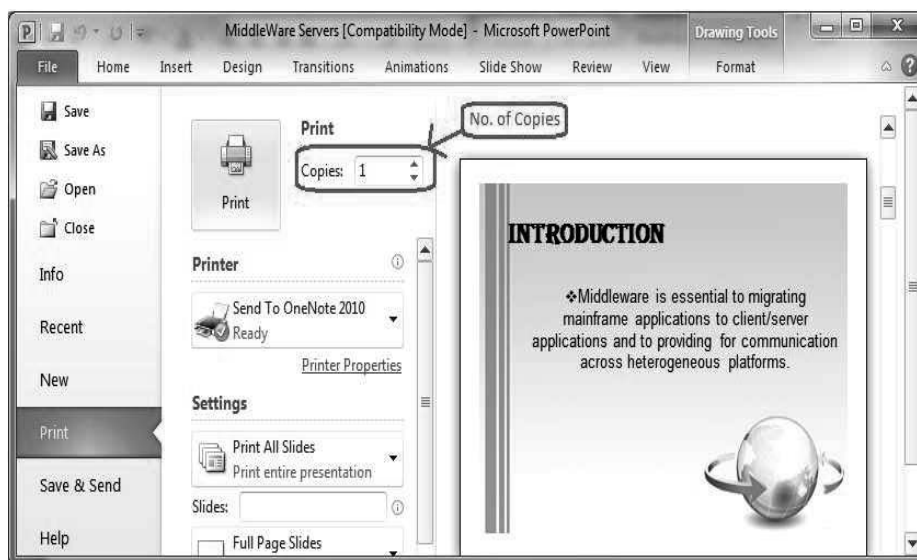 MiddleWare Servers [Compatibility Mode] - Microsoft PowerPoint
Drawing Tools
File Home Insert Design Transitions Animations Slide Show Review View Format
Save
Save As
Open
Close
Info
Recent
New
Print
Save & Send
Help
Print
Print
Copies: 1
No. of Copies
Printer
Send To OneNote 2010
Ready
Printer Properties
Settings
Print All Slides
Print entire presentation
Slides:
Full Page Slides
INTRODUCTION
❖Middleware is essential to migrating
mainframe applications to client/server
applications and to providing for communication
across heterogeneous platforms.